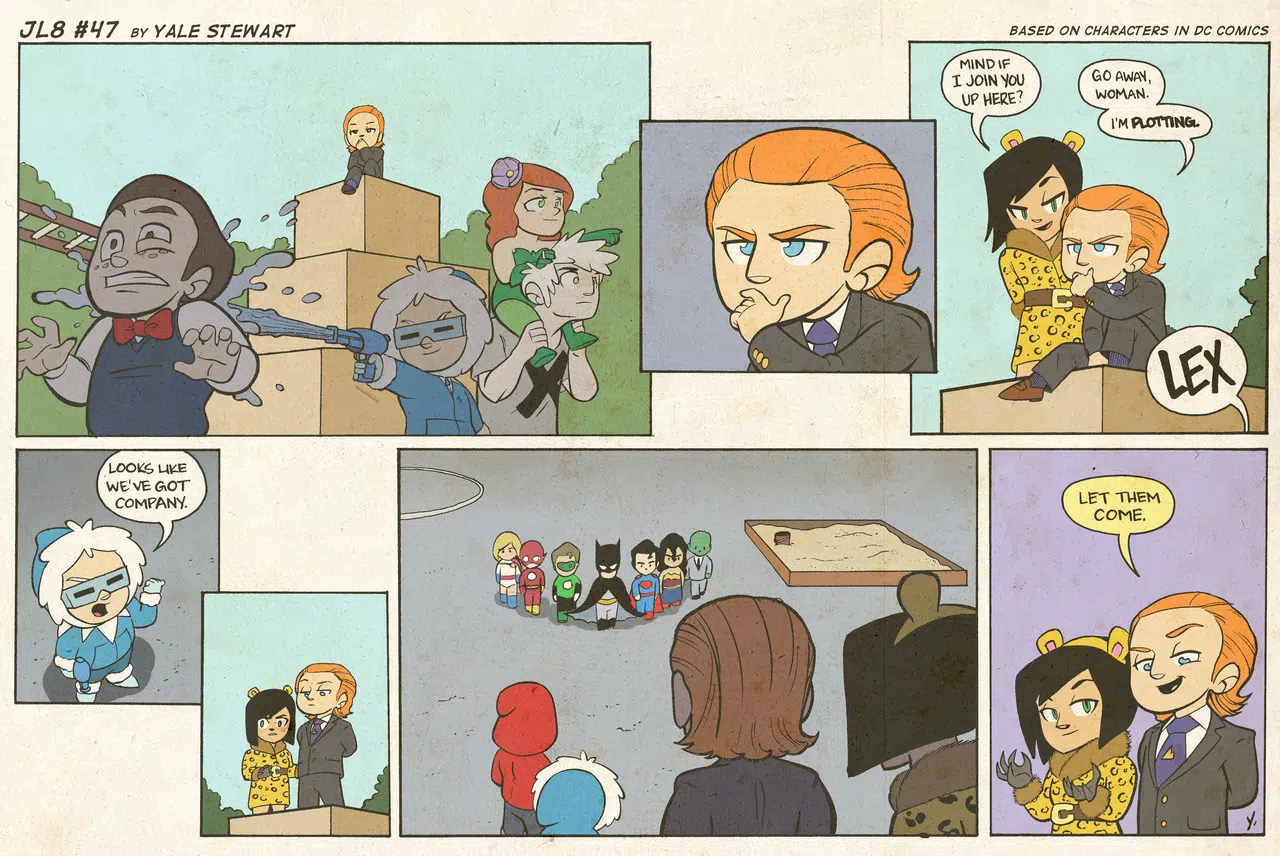 JL8 #47 BY YALE STEWART
BASED ON CHARACTERS IN DC COMICS
MIND IF
I JOIN YOU
UP HERE?
GO AWAY,
WOMAN.
I'M PLOTTING.
LEX
LOOKS LIKE
WE'VE GOT
COMPANY.
LET THEM
COME.
Y.